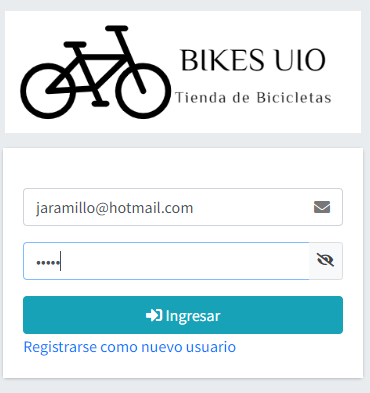 BIKES UIO
Tienda de Bicicletas
jaramillo@hotmail.com
•••••
Ingresar
Registrarse como nuevo usuario